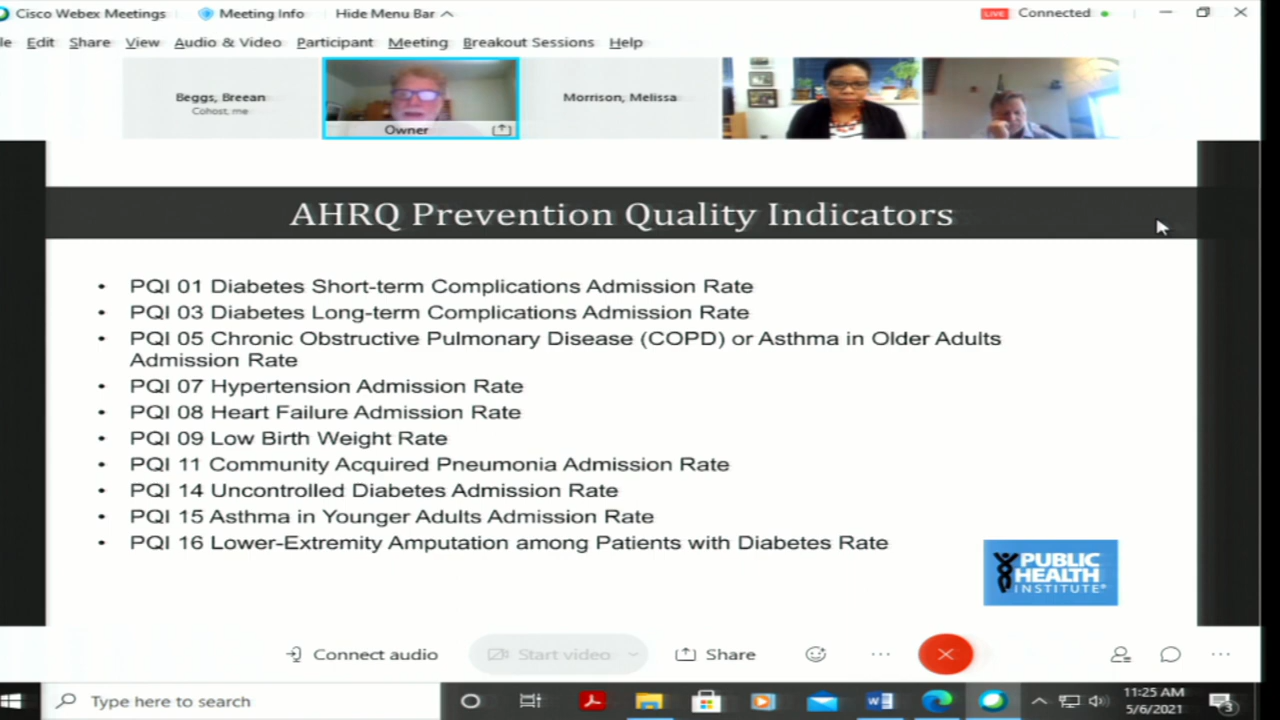 Cisco Webex Meetings
Meeting Info
Hide Menu Bar
LIVE
Connected
le Edit Share View Audio & Video Participant Meeting Breakout Sessions Help
Beggs, Breean
Cohost, me
Owner
Morrison, Melissa
AHRQ Prevention Quality Indicators
• PQI 01 Diabetes Short-term Complications Admission Rate
• PQI 03 Diabetes Long-term Complications Admission Rate
• PQI 05 Chronic Obstructive Pulmonary Disease (COPD) or Asthma in Older Adults
Admission Rate
• PQI 07 Hypertension Admission Rate
• PQI 08 Heart Failure Admission Rate
• PQI 09 Low Birth Weight Rate
• PQI 11 Community Acquired Pneumonia Admission Rate
• PQI 14 Uncontrolled Diabetes Admission Rate
• PQI 15 Asthma in Younger Adults Admission Rate
• PQI 16 Lower-Extremity Amputation among Patients with Diabetes Rate
PUBLIC
HEALTH
INSTITUTE®
Connect audio
Start video
Share
Type here to search
11:25 AM
5/6/2021
3